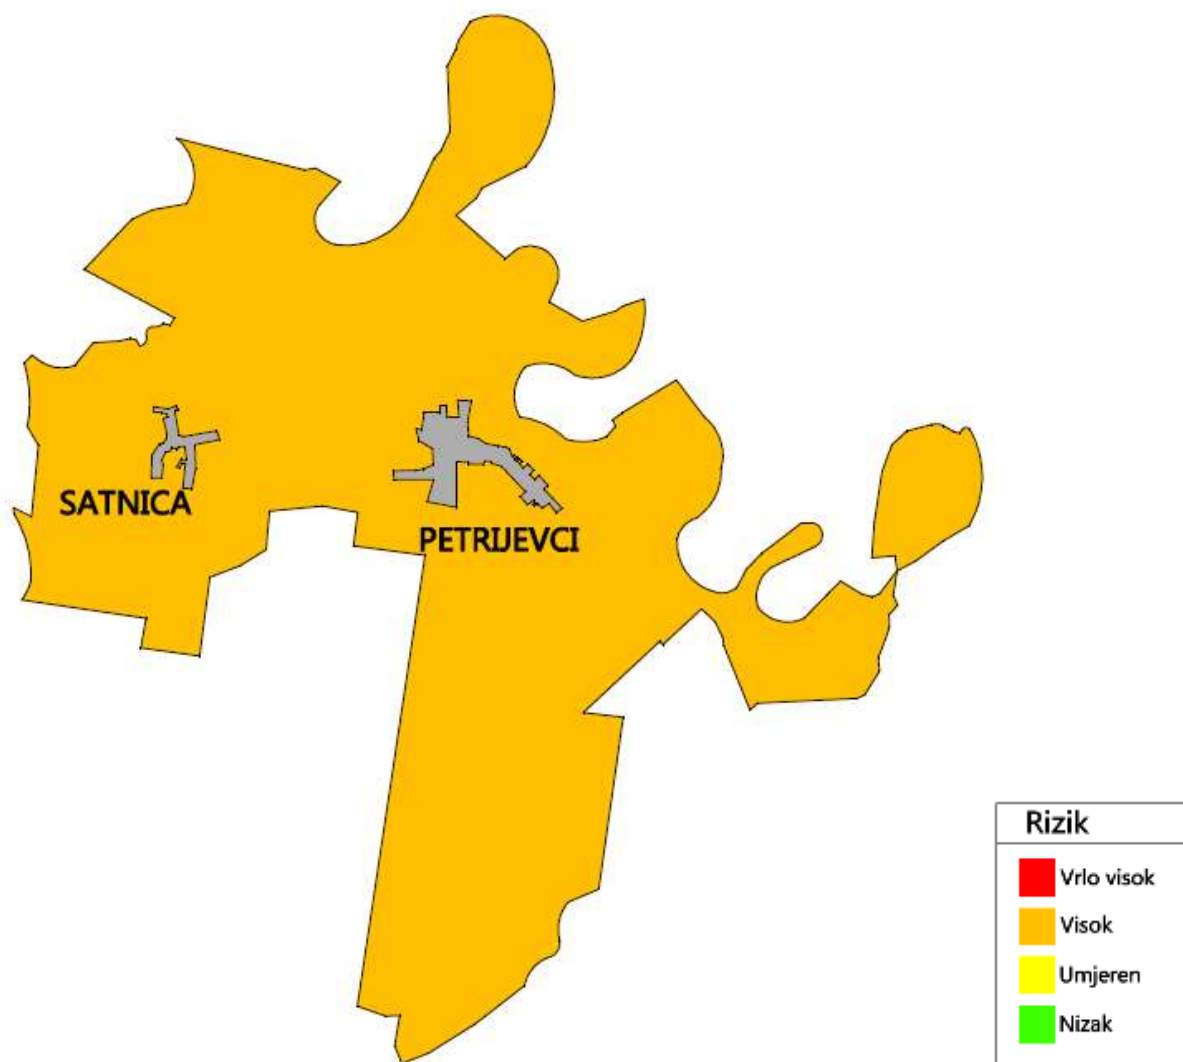 SATNICA
PETRIJEVCI
Rizik
Vrlo visok
Visok
Umjeren
Nizak